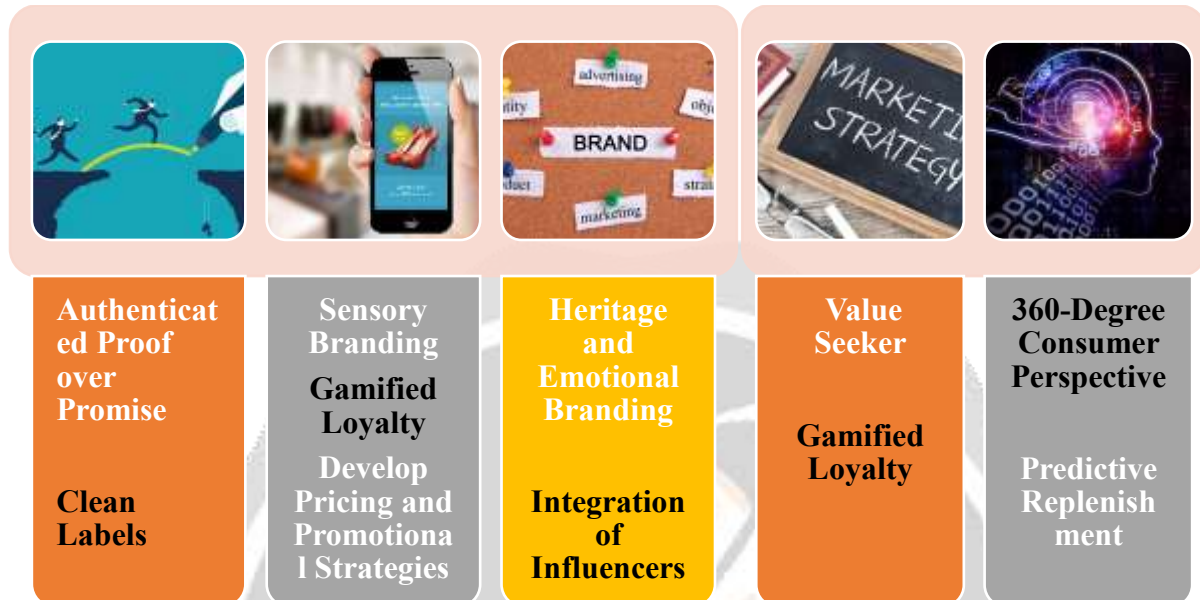 advertising
BRAND
marketing
MARKETI
STRATEGY
Authenticat
ed Proof
over
Promise
Clean
Labels
Sensory
Branding
Gamified
Loyalty
Develop
Pricing and
Promotiona
l Strategies
Heritage
and
Emotional
Branding
Integration
of
Influencers
Value
Seeker
Gamified
Loyalty
360-Degree
Consumer
Perspective
Predictive
Replenish
ment